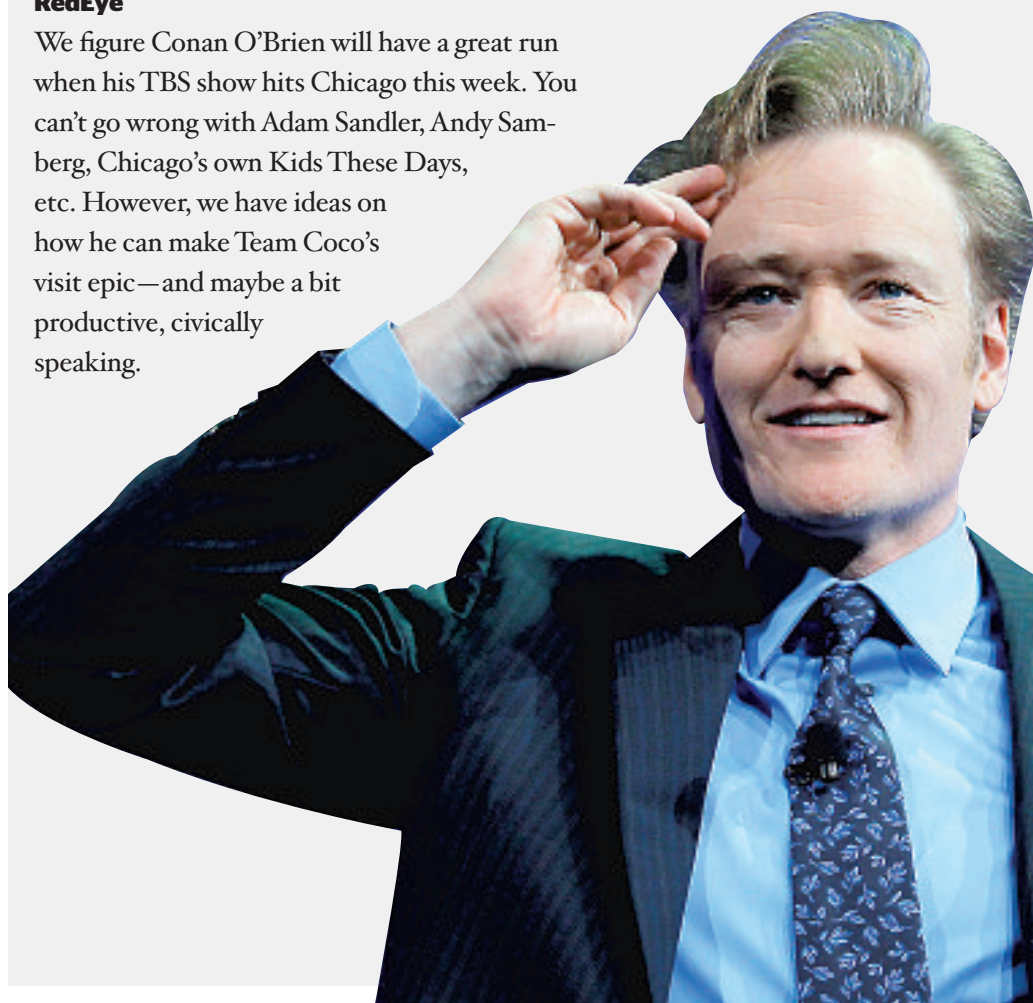 RedEye
We figure Conan O’Brien will have a great run
when his TBS show hits Chicago this week. You
can’t go wrong with Adam Sandler, Andy Sam-
berg, Chicago’s own Kids These Days,
etc. However, we have ideas on
how he can make Team Coco’s
visit epic—and maybe a bit
productive, civically
speaking.